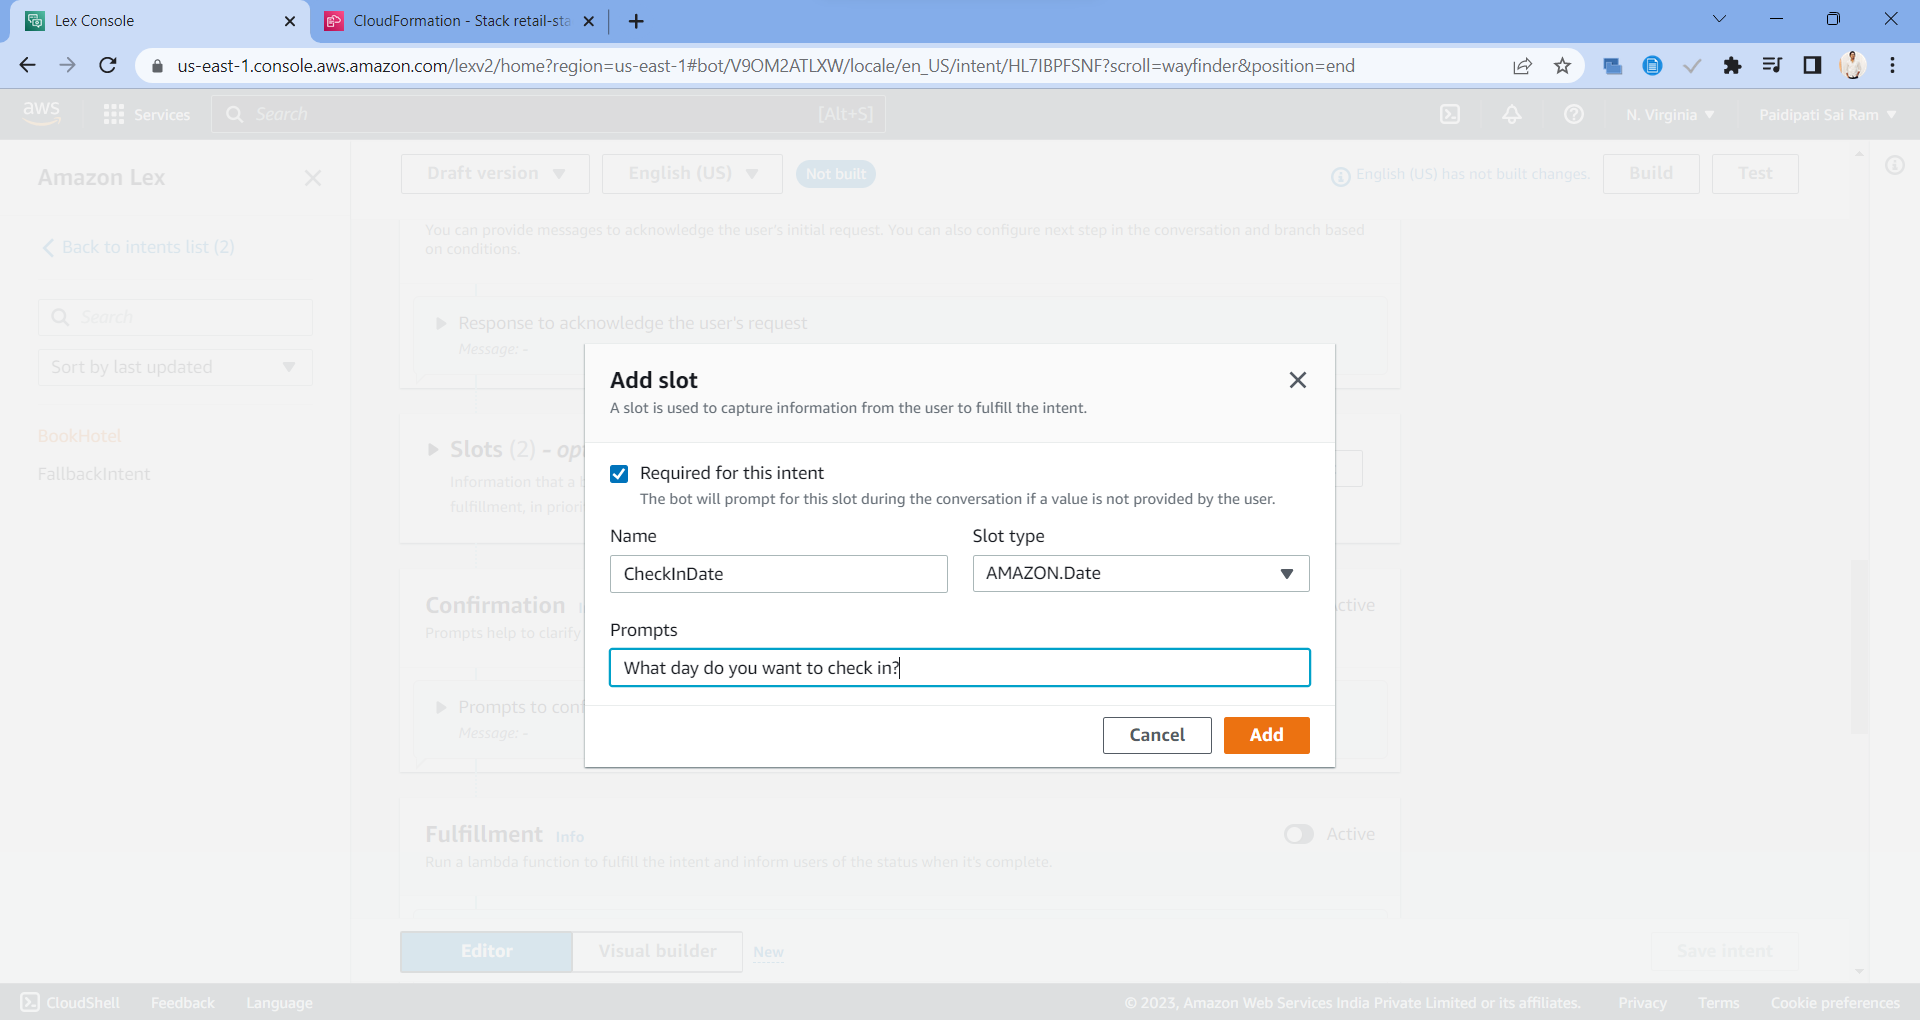 Lex Console
CloudFormation - Stack retail-sta
us-east-1.console.aws.amazon.com/lexv2/home?region=us-east-1#bot/V9OM2ATLXW/locale/en_US/intent/HL7IBPFSNF?scroll=wayfinder&position=end
aws
Services
Search
[Alt+S]
N. Virginia
Paidipati Sai Ram
Amazon Lex
Draft version
English (US)
Not built
English (US) has not built changes.
Build
Test
Back to intents list (2)
Search
Sort by last updated
BookHotel
FallbackIntent
You can provide messages to acknowledge the user's initial request. You can also configure next step in the conversation and branch based
on conditions.
Response to acknowledge the user's request
Message: -
Slots (2) - opt
Information that a
fulfillment, in priori
Add slot
A slot is used to capture information from the user to fulfill the intent.
Required for this intent
The bot will prompt for this slot during the conversation if a value is not provided by the user.
Name
Slot type
CheckInDate
AMAZON.Date
Prompts
What day do you want to check in?
Cancel
Add
Confirmation
Active
Prompts help to clarify
Prompts to conf
Message: -
Fulfillment Info
Active
Run a lambda function to fulfill the intent and inform users of the status when it's complete.
Editor
Visual builder
New
Save intent
CloudShell
Feedback
Language
© 2023, Amazon Web Services India Private Limited or its affiliates.
Privacy
Terms
Cookie preferences